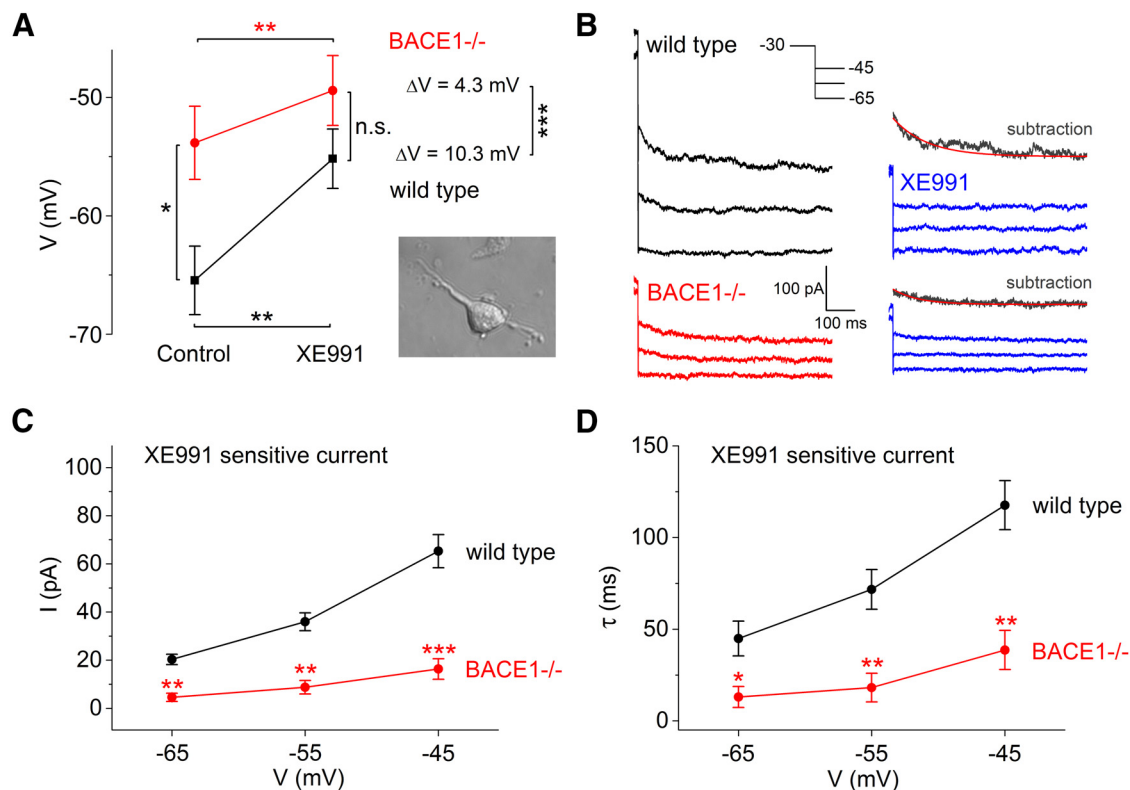 A
**
BACE1-/-
-50
ΔV = 4.3 mV
n.s.
***
ΔV = 10.3 mV
wild type
*
V (mV)
-60
-70
**
Control
XE991
B
wild type
-30
-45
-65
subtraction
XE991
BACE1-/-
100 pA
100 ms
subtraction
C
XE991 sensitive current
100
80
60
40
20
0
I (pA)
wild type
BACE1-/-
**
**
***
-65
-55
-45
V (mV)
D
XE991 sensitive current
150
100
50
0
τ (ms)
wild type
BACE1-/-
*
**
**
-65
-55
-45
V (mV)